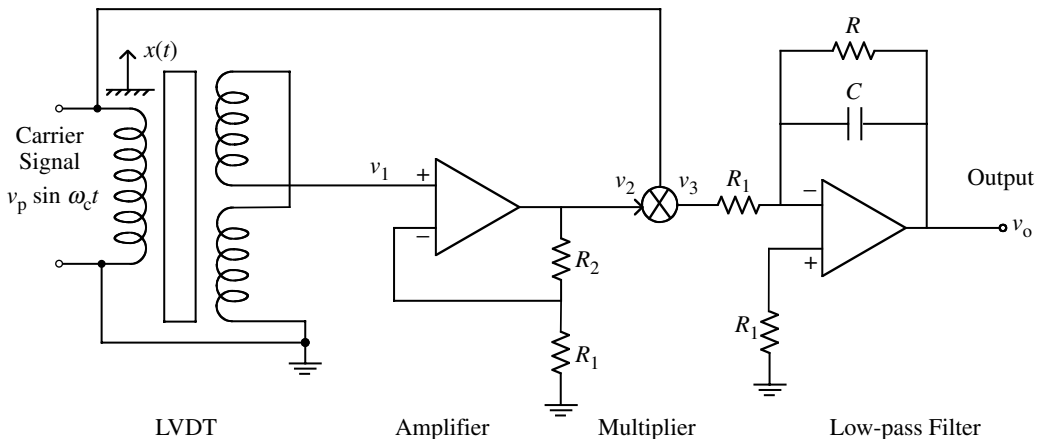 x(t)
Carrier
Signal
v_p sin ω_c t
v_1
+
−
R_2
R_1
v_2
v_3
R_1
R
C
−
+
R_1
Output
v_o
LVDT
Amplifier
Multiplier
Low-pass Filter